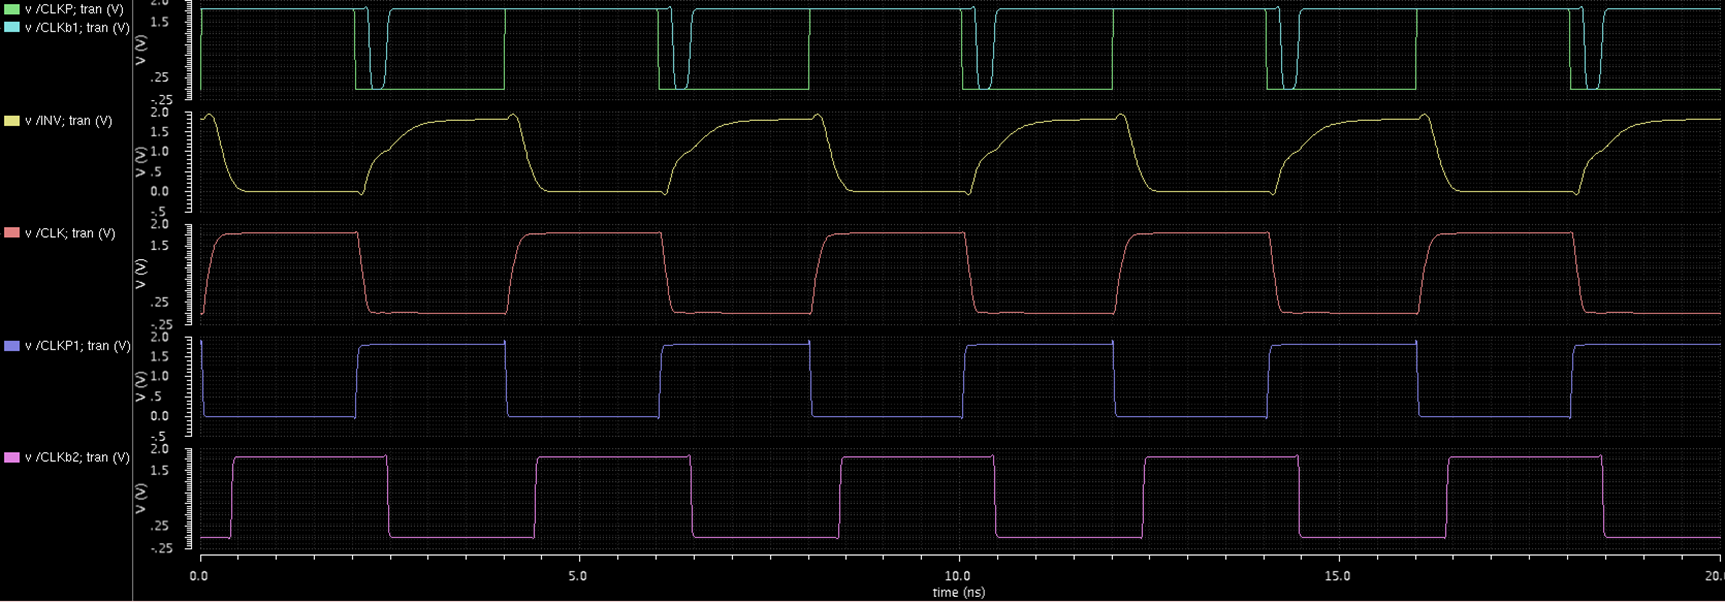 v /CLKP; tran (V)
v /CLKb1; tran (V)
2.0
1.5
.25
-.25
V (V)
v /INV; tran (V)
2.0
1.5
1.0
.5
0.0
-.5
V (V)
v /CLK; tran (V)
2.0
1.5
.25
-.25
V (V)
v /CLKP1; tran (V)
2.0
1.5
1.0
.5
0.0
-.5
V (V)
v /CLKb2; tran (V)
2.0
1.5
.25
-.25
V (V)
0.0 5.0 10.0 15.0 20.
time (ns)